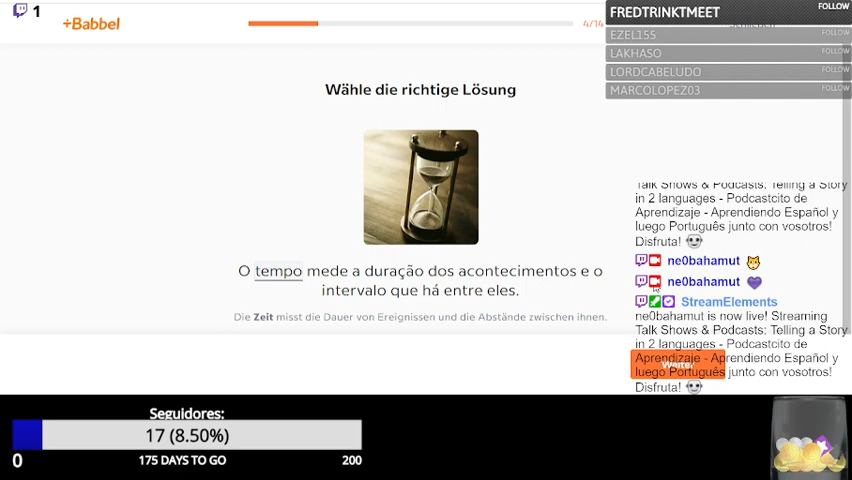 1
+Babbel
4/14
FREDTRINKTMEET FOLLOW
EZEL155 FOLLOW
LAKHASO FOLLOW
LORDCABELUDO FOLLOW
MARCOLOPEZ03 FOLLOW
Wähle die richtige Lösung
O tempo mede a duração dos acontecimentos e o
intervalo que há entre eles.
Die Zeit misst die Dauer von Ereignissen und die Abstände zwischen ihnen.
Weiter
Talk Shows & Podcasts: Telling a Story
in 2 languages - Podcastcito de
Aprendizaje - Aprendiendo Español y
luego Português junto con vosotros!
Disfruta!
ne0bahamut
ne0bahamut
StreamElements
ne0bahamut is now live! Streaming
Talk Shows & Podcasts: Telling a Story
in 2 languages - Podcastcito de
Aprendizaje - Aprendiendo Español y
luego Português junto con vosotros!
Disfruta!
Seguidores:
17 (8.50%)
0 175 DAYS TO GO 200